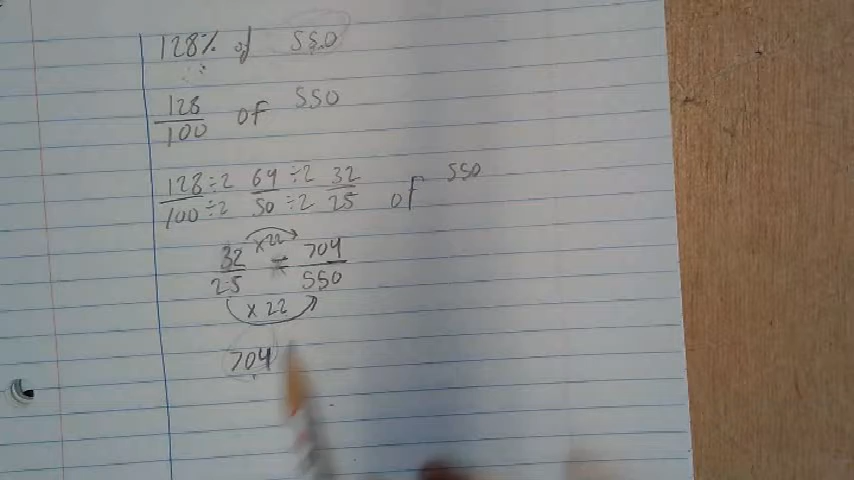 128% of 550
128/100 of 550
128÷2/100÷2 64÷2/50÷2 32/25 of 550
×22
32/25 = 704/550
×22
704